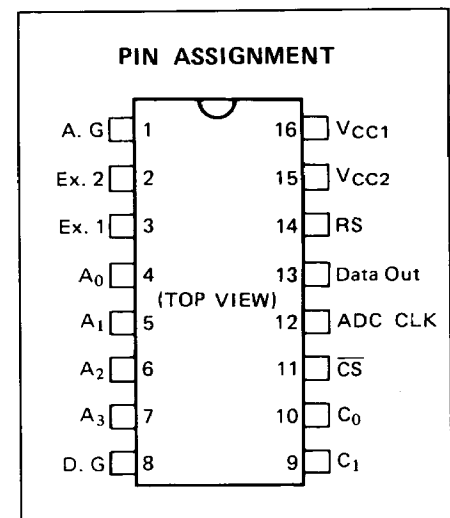 PIN ASSIGNMENT
A. G 1 16 VCC1
Ex. 2 2 15 VCC2
Ex. 1 3 14 RS
A0 4 13 Data Out
(TOP VIEW)
A1 5 12 ADC CLK
A2 6 11 C̅S̅
A3 7 10 C0
D. G 8 9 C1